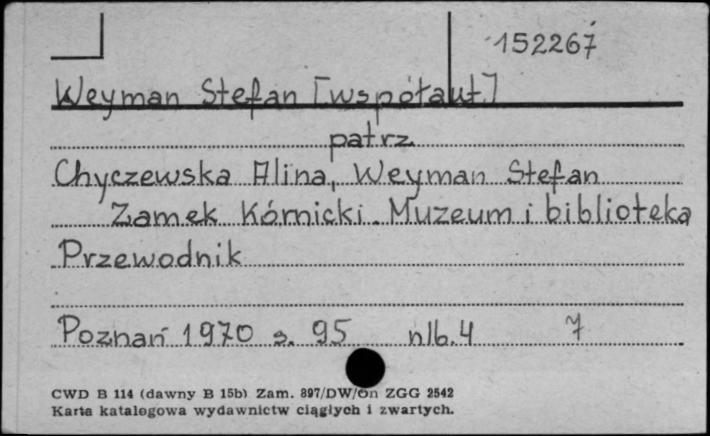 152267
Weyman Stefan [współaut.]
patrz
Chyczewska Alina, Weyman Stefan
Zamek Kórnicki. Muzeum i biblioteka
Przewodnik
Poznań 1970 s. 95 nlb. 4 7
CWD B 114 (dawny B 15b) Zam. 897/DW/Ön ZGG 2542
Karta katalogowa wydawnictw ciągłych i zwartych.